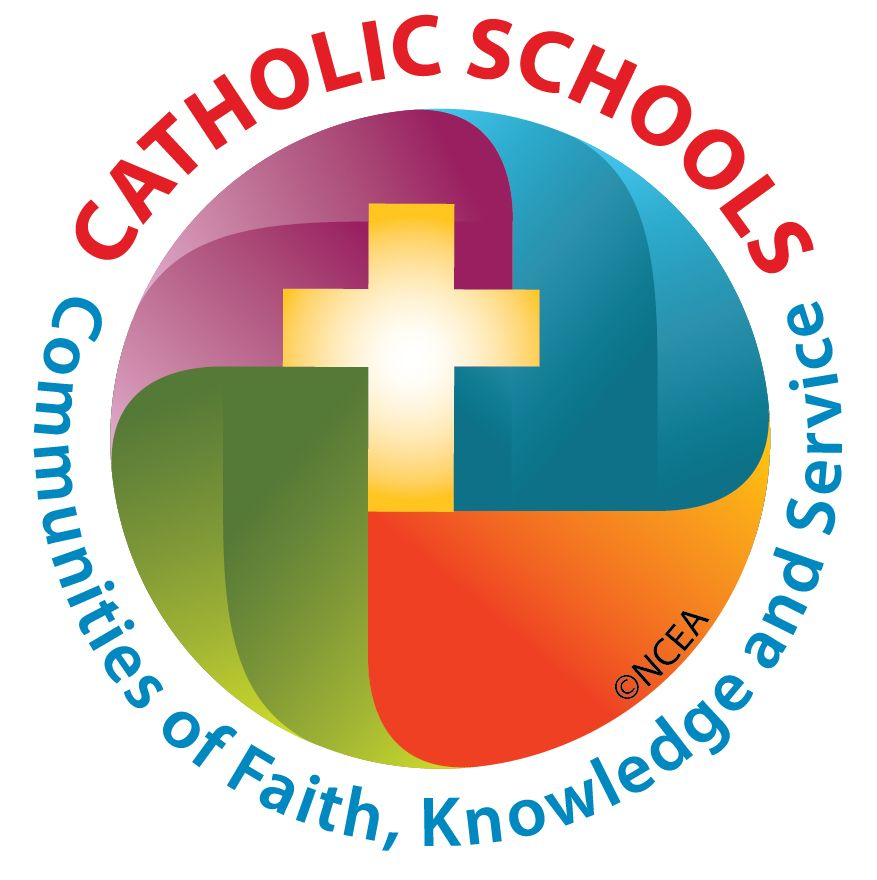 CATHOLIC SCHOOLS
Communities of Faith, Knowledge and Service
©NCEA